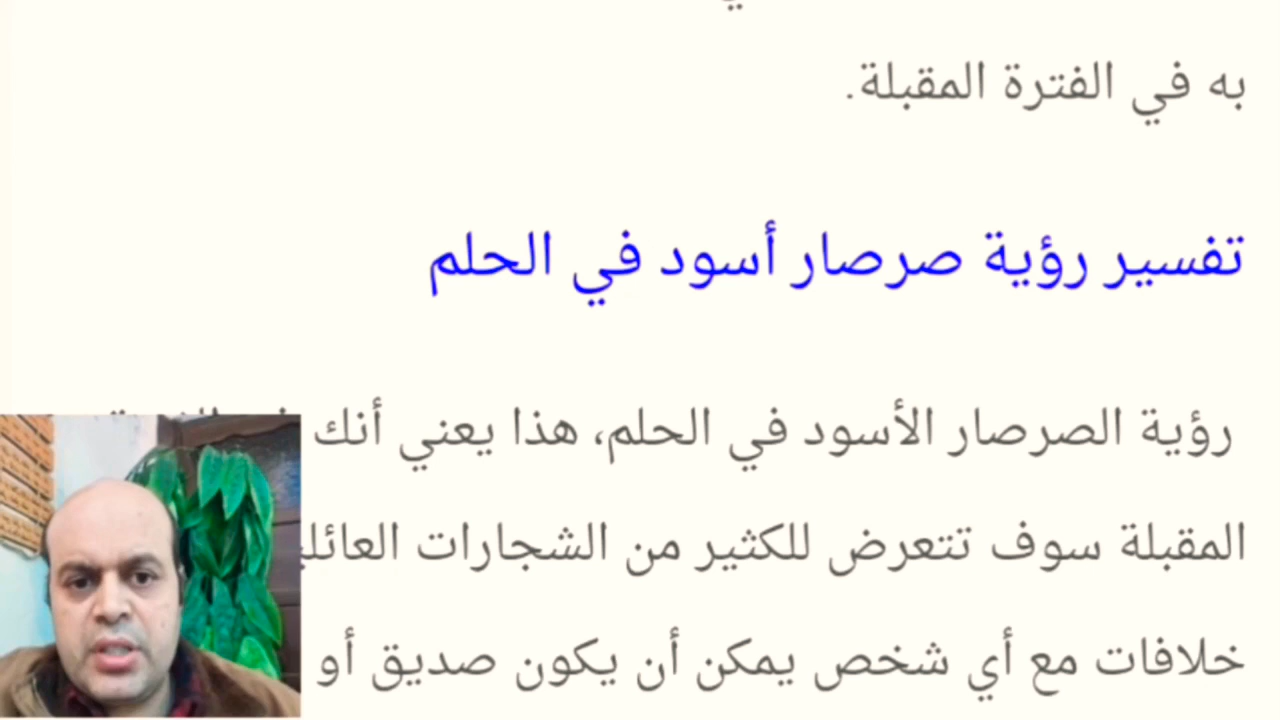 به في الفترة المقبلة.
تفسير رؤية صرصار أسود في الحلم
رؤية الصرصار الأسود في الحلم، هذا يعني أنك
المقبلة سوف تتعرض للكثير من الشجارات
خلافات مع أي شخص يمكن أن يكون صديق أو